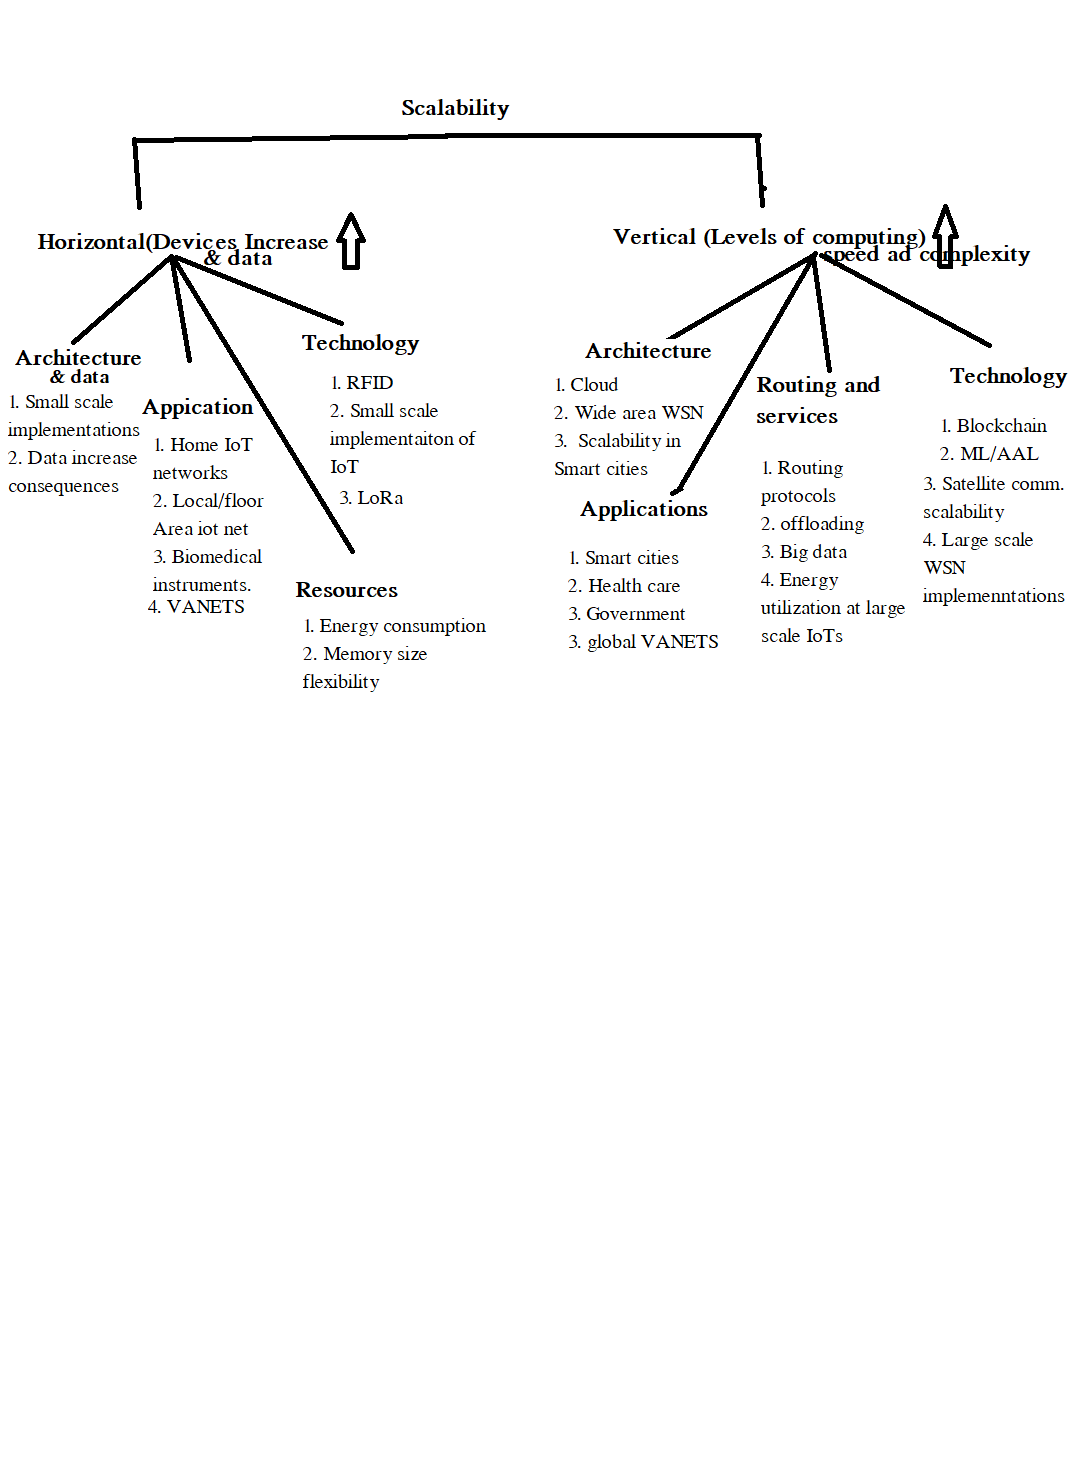 Scalability
Horizontal(Devices Increase
& data
Architecture
& data
1. Small scale
implementations
2. Data increase
consequences
Appication
1. Home IoT
networks
2. Local/floor
Area iot net
3. Biomedical
instruments.
4. VANETS
Technology
1. RFID
2. Small scale
implementaiton of
IoT
3. LoRa
Resources
1. Energy consumption
2. Memory size
flexibility
Vertical (Levels of computing)
speed ad complexity
Architecture
1. Cloud
2. Wide area WSN
3. Scalability in
Smart cities
Applications
1. Smart cities
2. Health care
3. Government
3. global VANETS
Routing and
services
1. Routing
protocols
2. offloading
3. Big data
4. Energy
utilization at large
scale IoTs
Technology
1. Blockchain
2. ML/AAL
3. Satellite comm.
scalability
4. Large scale
WSN
implemenntations